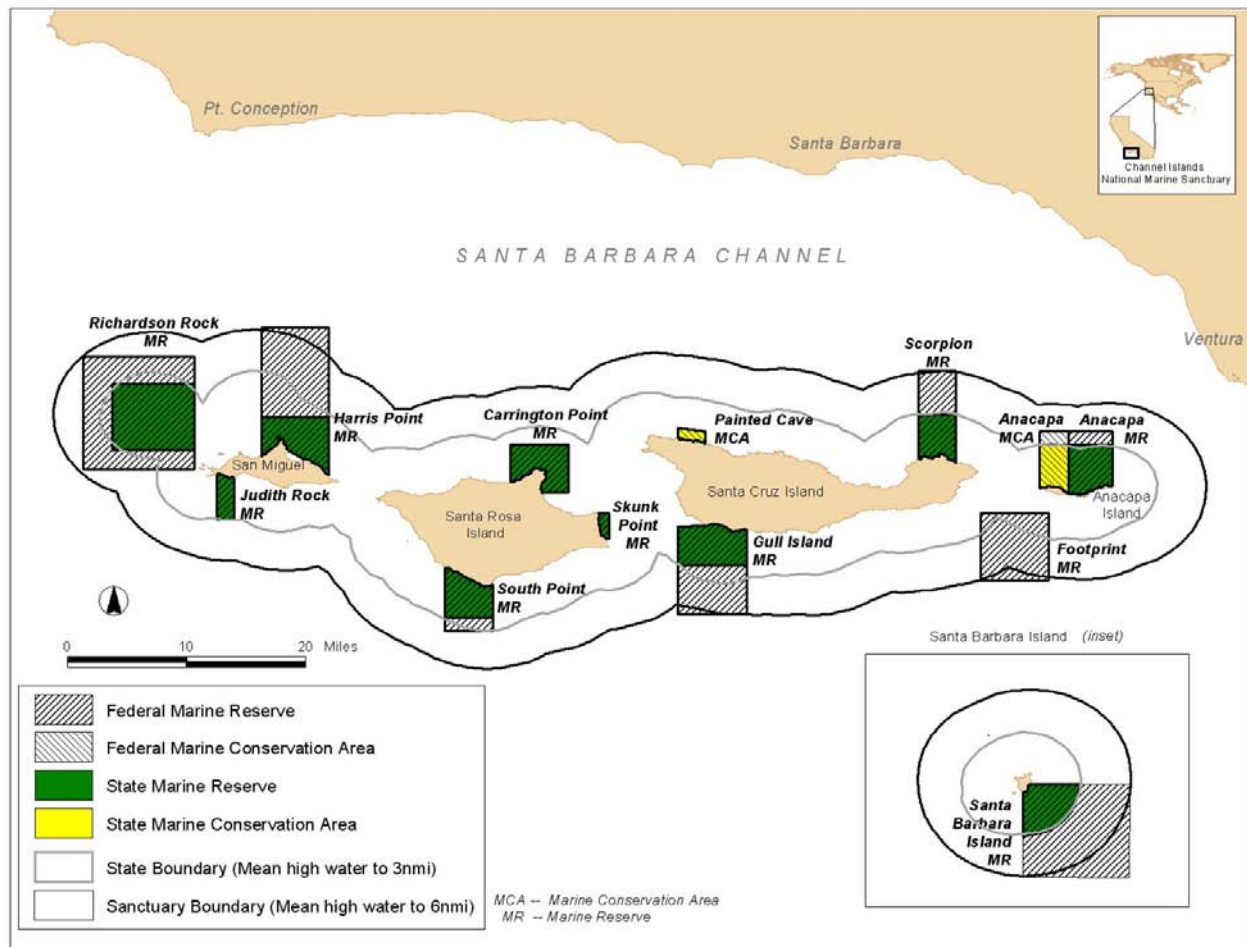 Pt. Conception
Santa Barbara
Channel Islands
National Marine Sanctuary
SANTA BARBARA CHANNEL
Ventura
Richardson Rock
MR
Harris Point
MR
San Miguel
Judith Rock
MR
Carrington Point
MR
Santa Rosa
Island
Skunk
Point
MR
South Point
MR
Painted Cave
MCA
Santa Cruz Island
Gull Island
MR
Scorpion
MR
Anacapa
MCA
Anacapa
MR
Anacapa
Island
Footprint
MR
0 10 20 Miles
Santa Barbara Island (inset)
Santa
Barbara
Island
MR
Federal Marine Reserve
Federal Marine Conservation Area
State Marine Reserve
State Marine Conservation Area
State Boundary (Mean high water to 3nmi)
Sanctuary Boundary (Mean high water to 6nmi)
MCA -- Marine Conservation Area
MR -- Marine Reserve